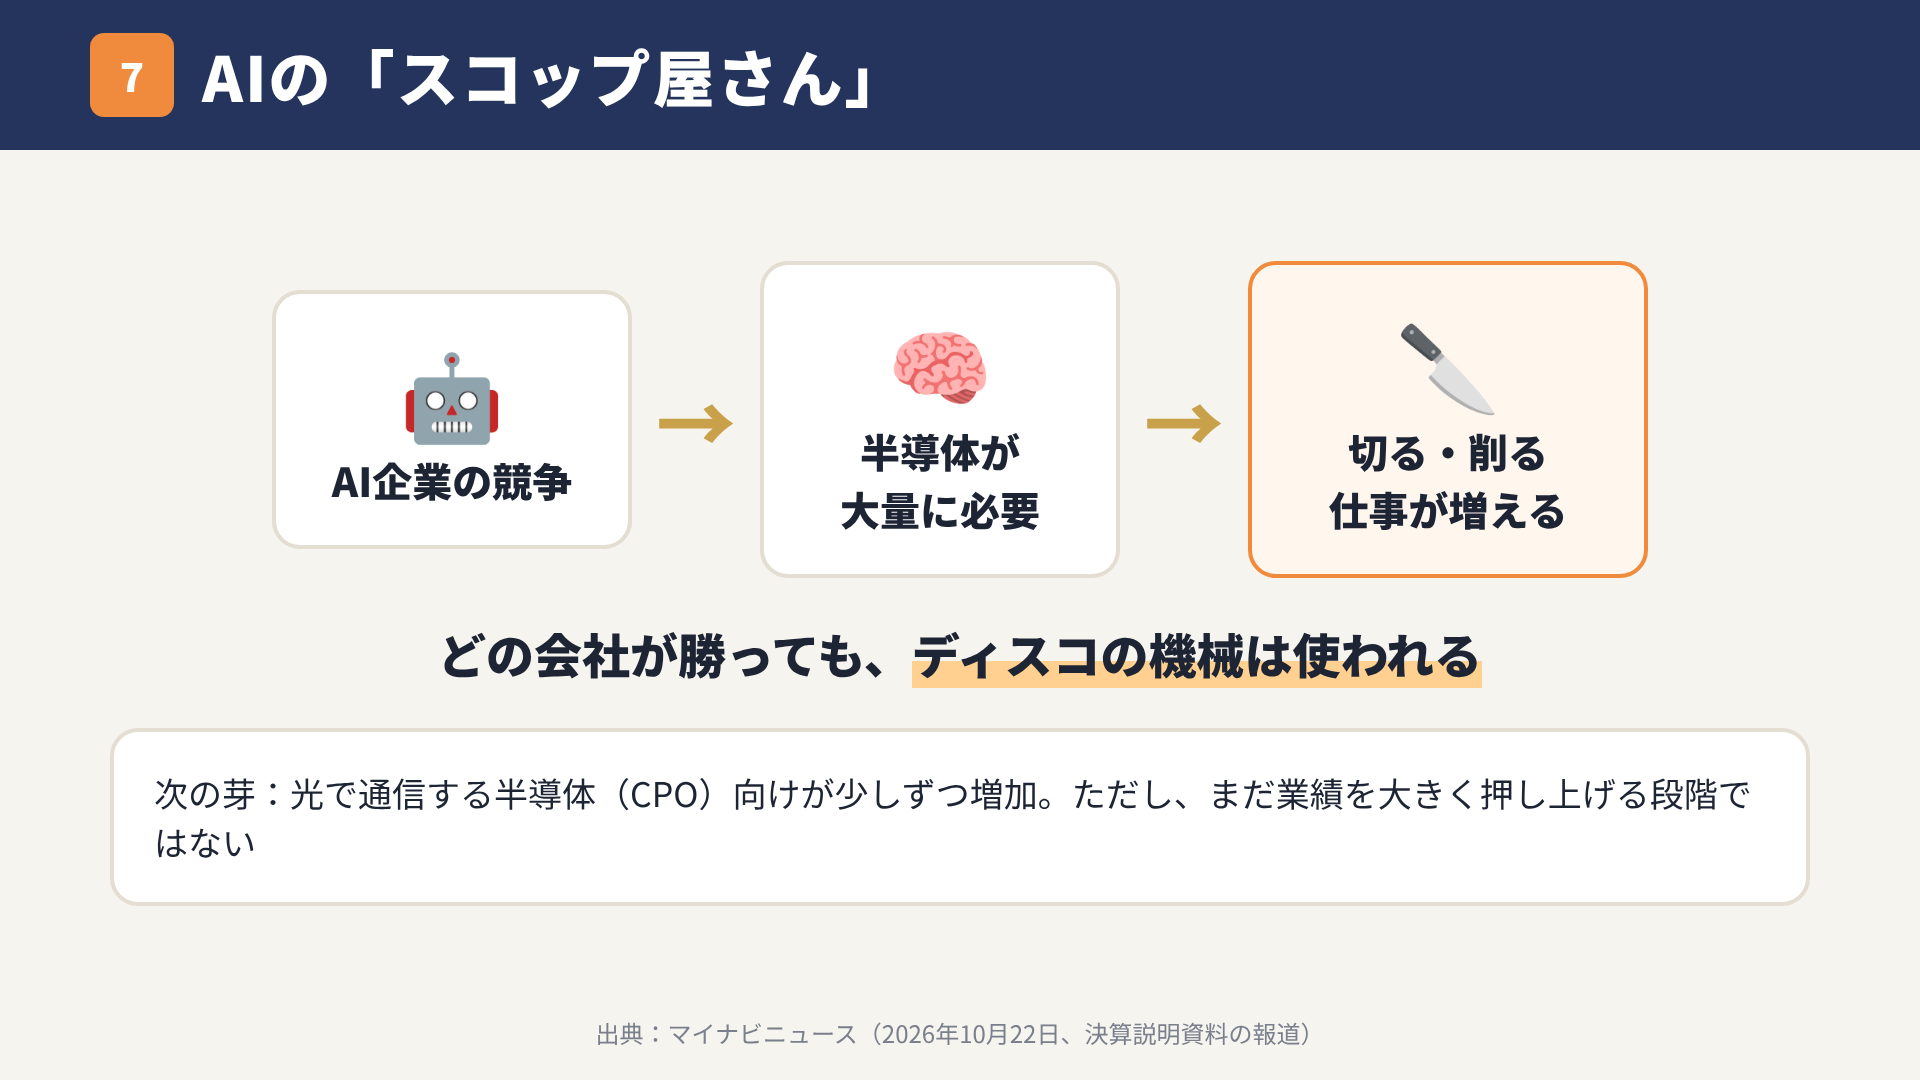 7
AIの「スコップ屋さん」
AI企業の競争
→
半導体が
大量に必要
→
切る・削る
仕事が増える
どの会社が勝っても、ディスコの機械は使われる
次の芽：光で通信する半導体（CPO）向けが少しずつ増加。ただし、まだ業績を大きく押し上げる段階で
はない
出典：マイナビニュース（2026年10月22日、決算説明資料の報道）